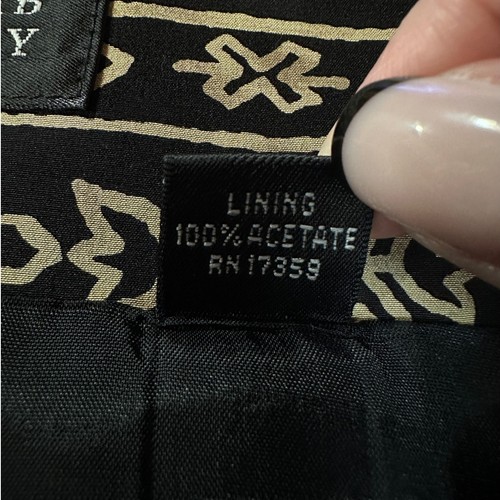 B
Y
LINING
100% ACETATE
RN 17359